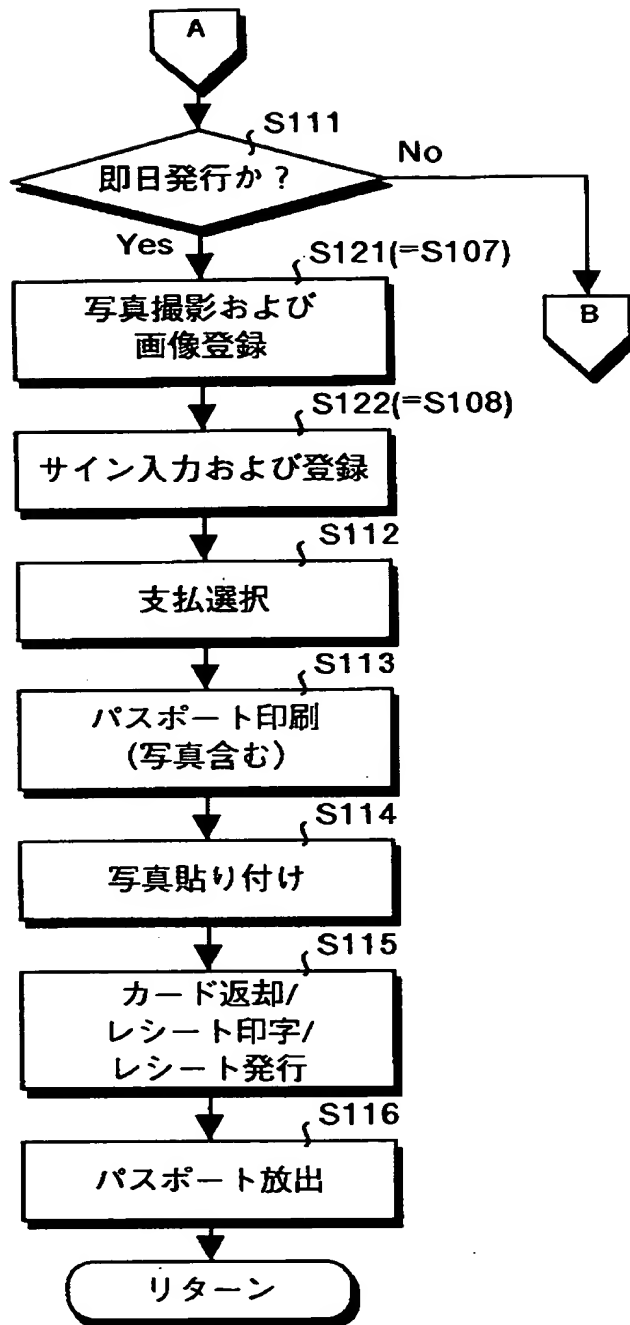 A
S111
即日発行か?
No
Yes
B
S121(=S107)
写真撮影および
画像登録
S122(=S108)
サイン入力および登録
S112
支払選択
S113
パスポート印刷
(写真含む)
S114
写真貼り付け
S115
カード返却/
レシート印字/
レシート発行
S116
パスポート放出
リターン